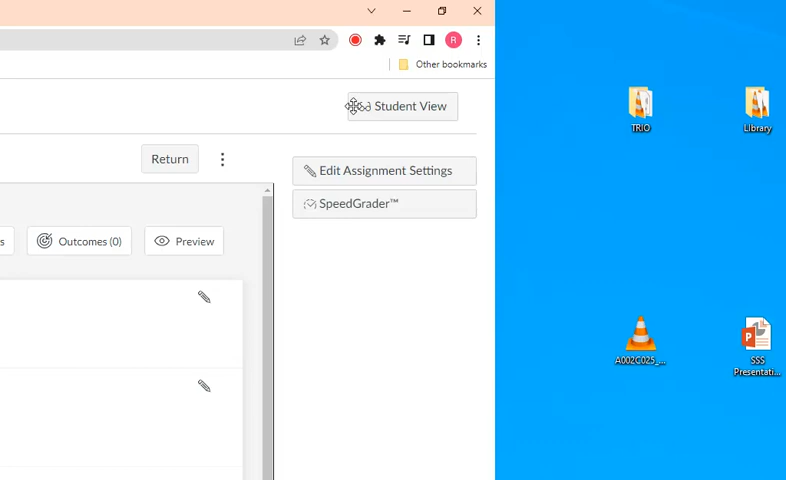 R
Other bookmarks
Student View
Return
Edit Assignment Settings
SpeedGrader™
s
Outcomes (0)
Preview
TRIO
Library
A002C025_...
SSS
Presentati...